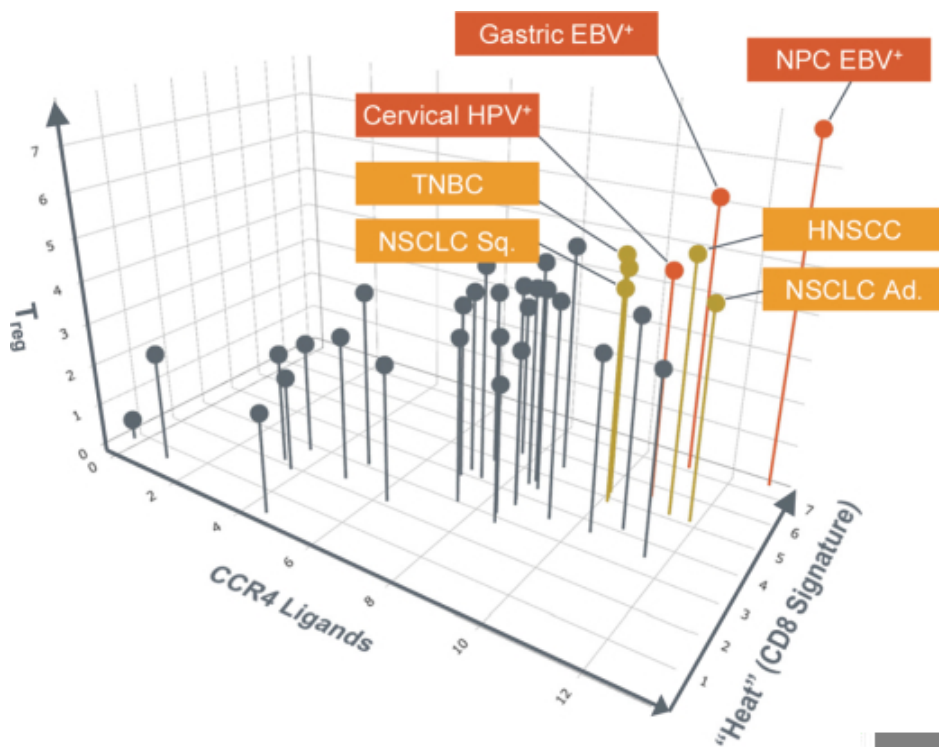 Gastric EBV⁺
NPC EBV⁺
Cervical HPV⁺
TNBC
NSCLC Sq.
HNSCC
NSCLC Ad.
Treg
7
6
5
4
3
2
1
0
0
2
4
6
8
10
12
CCR4 Ligands
7
6
5
4
3
2
1
“Heat” (CD8 Signature)